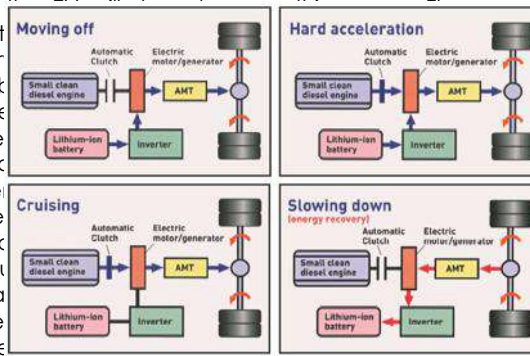 Moving off
Automatic
Clutch
Electric
motor/generator
Small clean
diesel engine
AMT
Lithium-ion
battery
Inverter
Hard acceleration
Automatic
Clutch
Electric
motor/generator
Small clean
diesel engine
AMT
Lithium-ion
battery
Inverter
Cruising
Automatic
Clutch
Electric
motor/generator
Small clean
diesel engine
AMT
Lithium-ion
battery
Inverter
Slowing down
(energy recovery)
Automatic
Clutch
Electric
motor/generator
Small clean
diesel engine
AMT
Lithium-ion
battery
Inverter